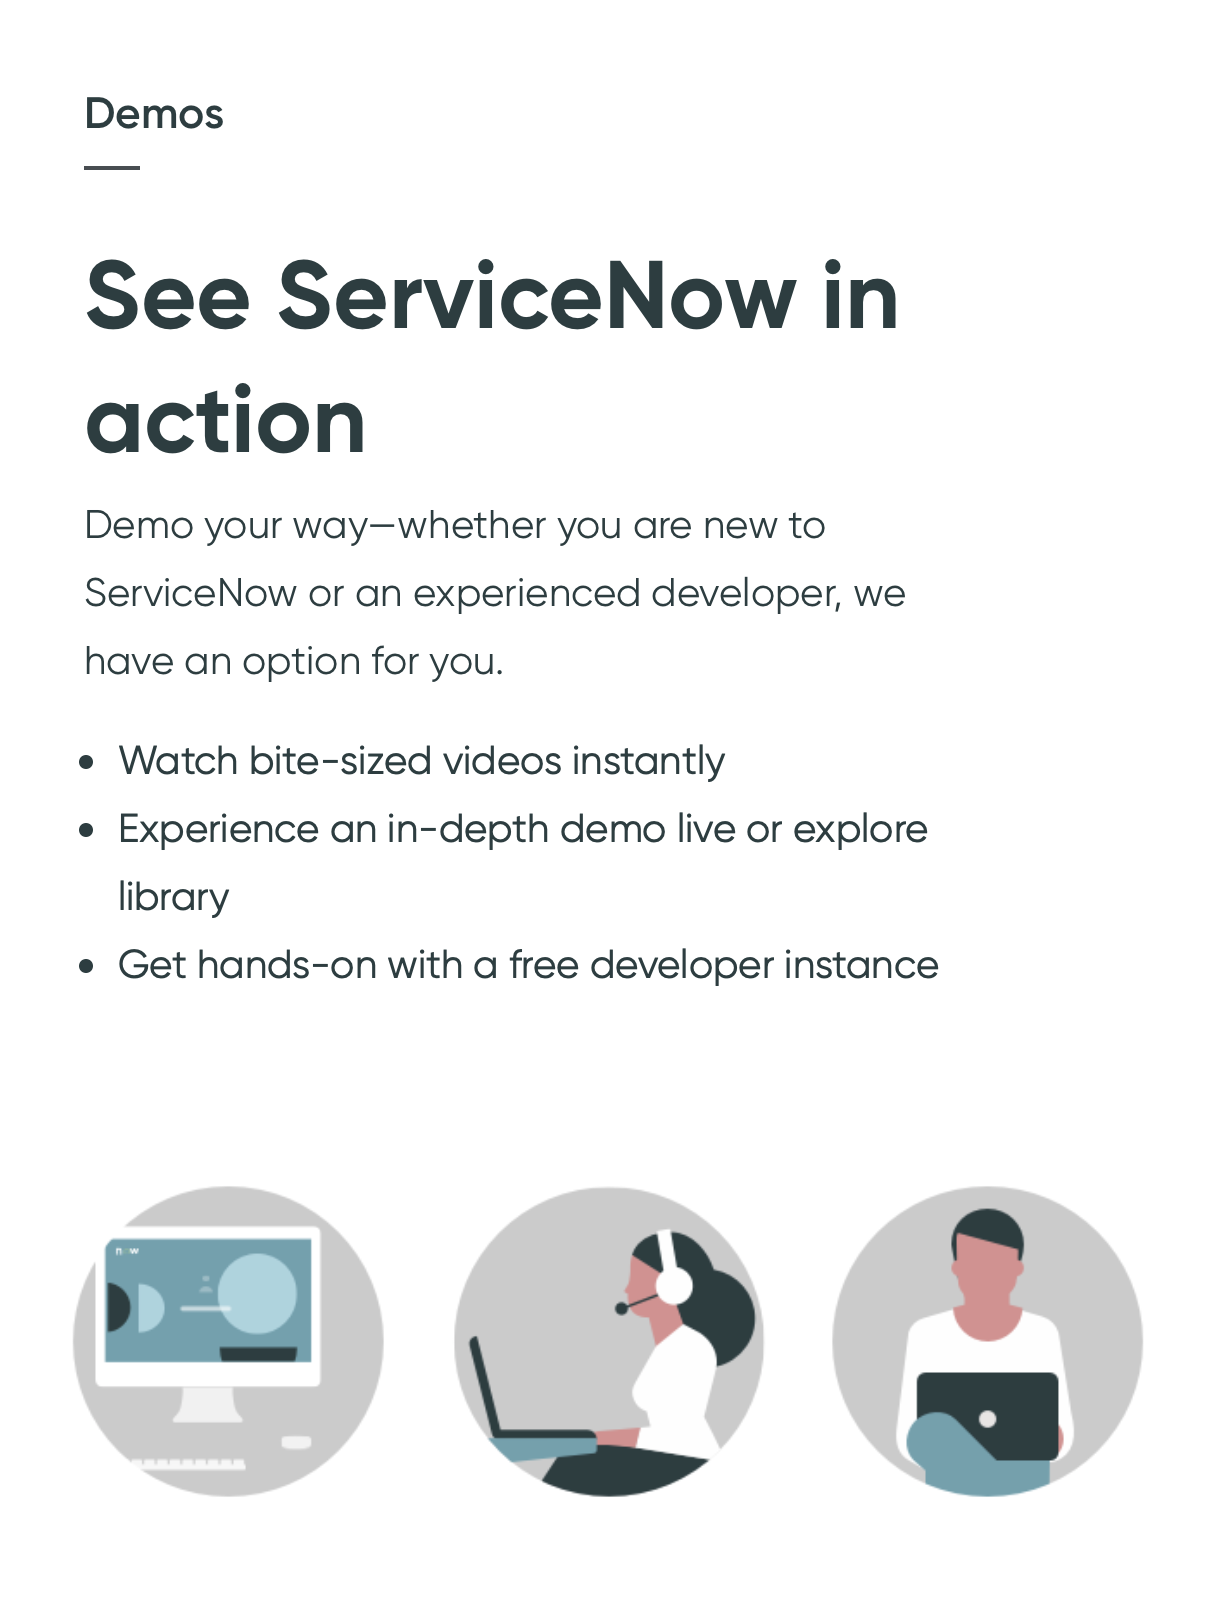 Demos
See ServiceNow in
action
Demo your way—whether you are new to
ServiceNow or an experienced developer, we
have an option for you.
• Watch bite-sized videos instantly
• Experience an in-depth demo live or explore
library
• Get hands-on with a free developer instance
now